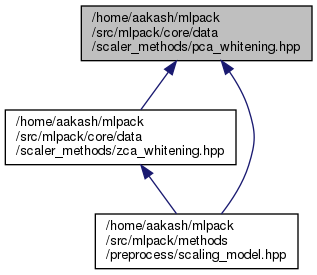 /home/aakash/mlpack
/src/mlpack/core/data
/scaler_methods/pca_whitening.hpp
/home/aakash/mlpack
/src/mlpack/core/data
/scaler_methods/zca_whitening.hpp
/home/aakash/mlpack
/src/mlpack/methods
/preprocess/scaling_model.hpp